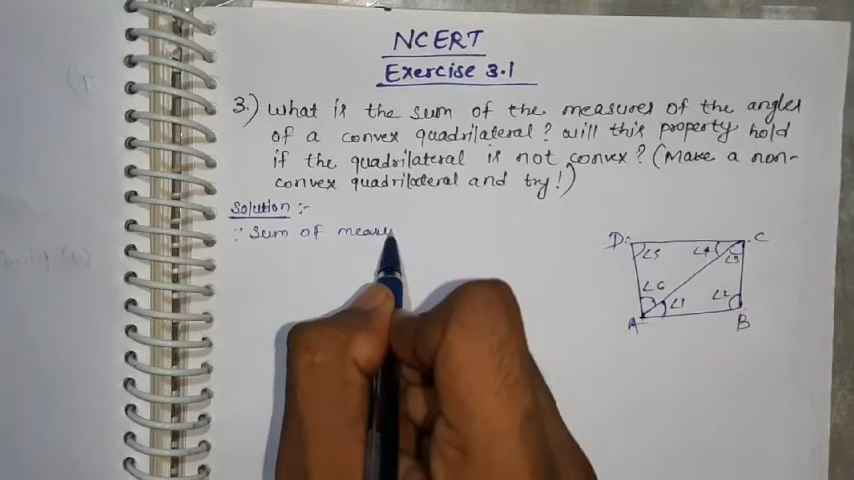 NCERT
Exercise 3.1
3.) What is the sum of the measures of the angles
of a convex quadrilateral? will this property hold
if the quadrilateral is not convex? (Make a non-
convex quadrilateral and try!)
Solution :-
∵ Sum of measu
D C
∠5 ∠4 ∠3
∠6 ∠1 ∠2
A B